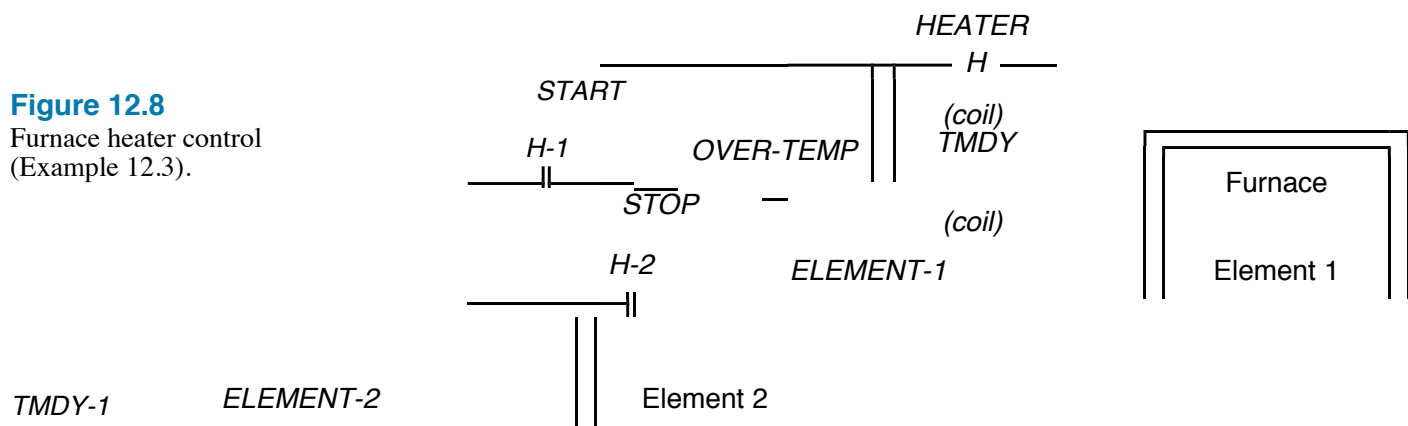 HEATER
H
START
Figure 12.8
Furnace heater control
(Example 12.3).
(coil)
TMDY
H-1
OVER-TEMP
Furnace
STOP
(coil)
H-2
ELEMENT-1
Element 1
TMDY-1
ELEMENT-2
Element 2